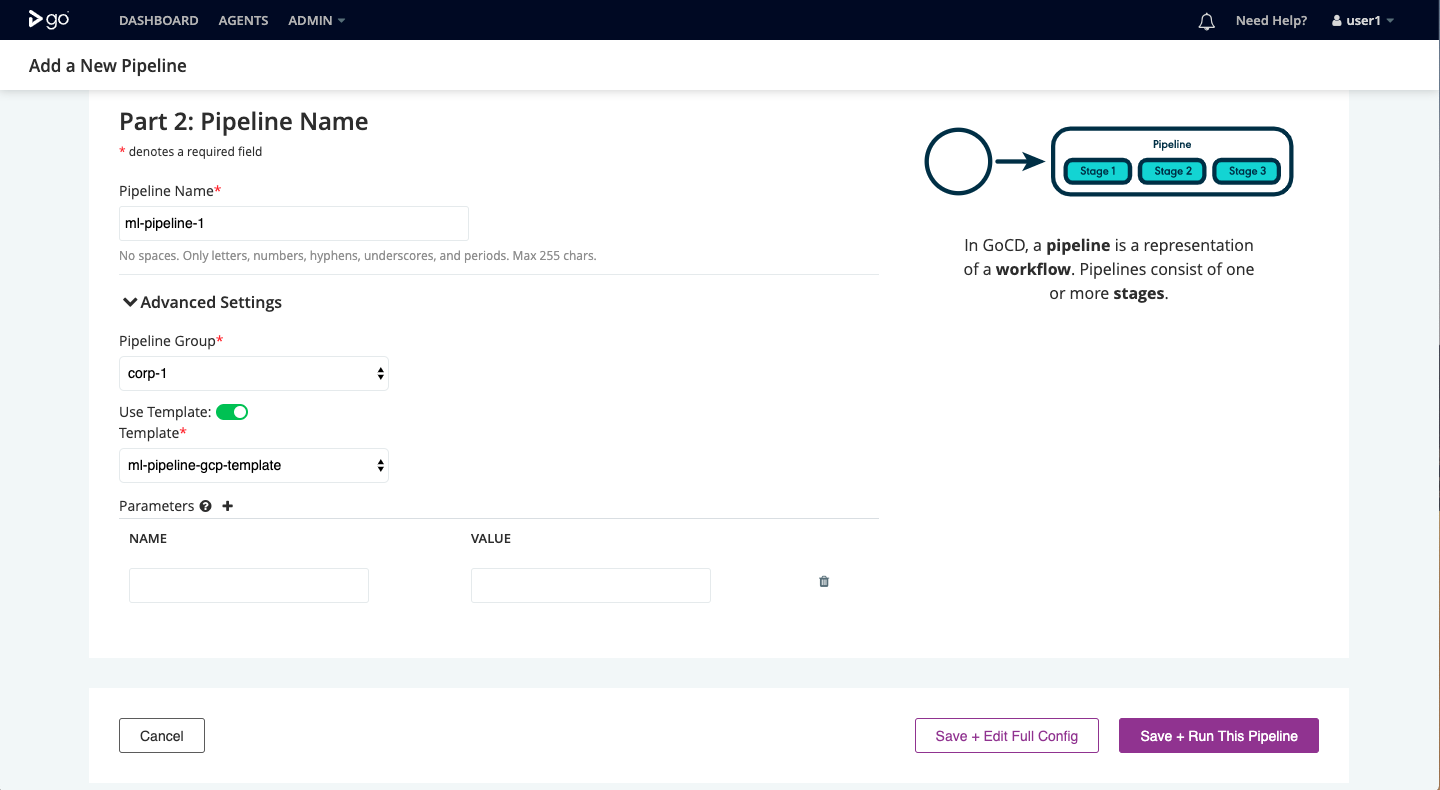 go DASHBOARD AGENTS ADMIN Need Help? user1
Add a New Pipeline
Part 2: Pipeline Name
* denotes a required field
Pipeline Name*
ml-pipeline-1
No spaces. Only letters, numbers, hyphens, underscores, and periods. Max 255 chars.
Advanced Settings
Pipeline Group*
corp-1
Use Template:
Template*
ml-pipeline-gcp-template
Parameters ? +
NAME VALUE
Pipeline
Stage 1 Stage 2 Stage 3
In GoCD, a pipeline is a representation
of a workflow. Pipelines consist of one
or more stages.
Cancel Save + Edit Full Config Save + Run This Pipeline